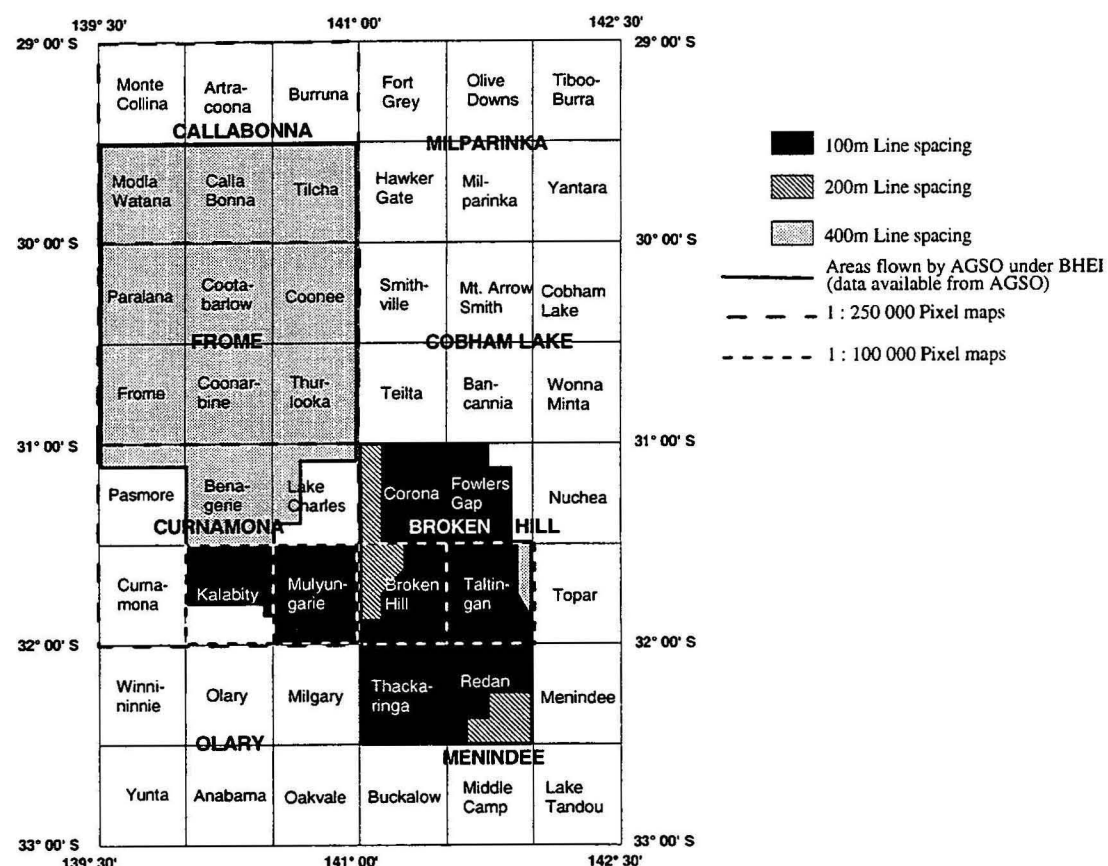 139° 30'
141° 00'
142° 30'
29° 00' S
29° 00' S
Monte
Collina
Artra-
coona
Burruna
Fort
Grey
Olive
Downs
Tiboo-
Burra
CALLABONNA
MILPARINKA
Modla
Watana
Calla
Bonna
Tilcha
Hawker
Gate
Mil-
parinka
Yantara
30° 00' S
30° 00' S
Paralana
Coota-
barlow
Coonee
Smith-
ville
Mt. Arrow
Smith
Cobham
Lake
FROME
COBHAM LAKE
Frome
Coonar-
bine
Thur-
looka
Teilta
Ban-
cannia
Wonna
Minta
31° 00' S
31° 00' S
Pasmore
Bena-
gerie
Lake
Charles
Corona
Fowlers
Gap
Nuchea
CURNAMONA
BROKEN HILL
Curna-
mona
Kalabity
Mulyun-
garie
Broken
Hill
Taltin-
gan
Topar
32° 00' S
32° 00' S
Winni-
ninnie
Olary
Milgary
Thacka-
ringa
Redan
Menindee
OLARY
MENINDEE
Yunta
Anabama
Oakvale
Buckalow
Middle
Camp
Lake
Tandou
33° 00' S
33° 00' S
139° 30'
141° 00'
142° 30'
100m Line spacing
200m Line spacing
400m Line spacing
Areas flown by AGSO under BHEI
(data available from AGSO)
1 : 250 000 Pixel maps
1 : 100 000 Pixel maps